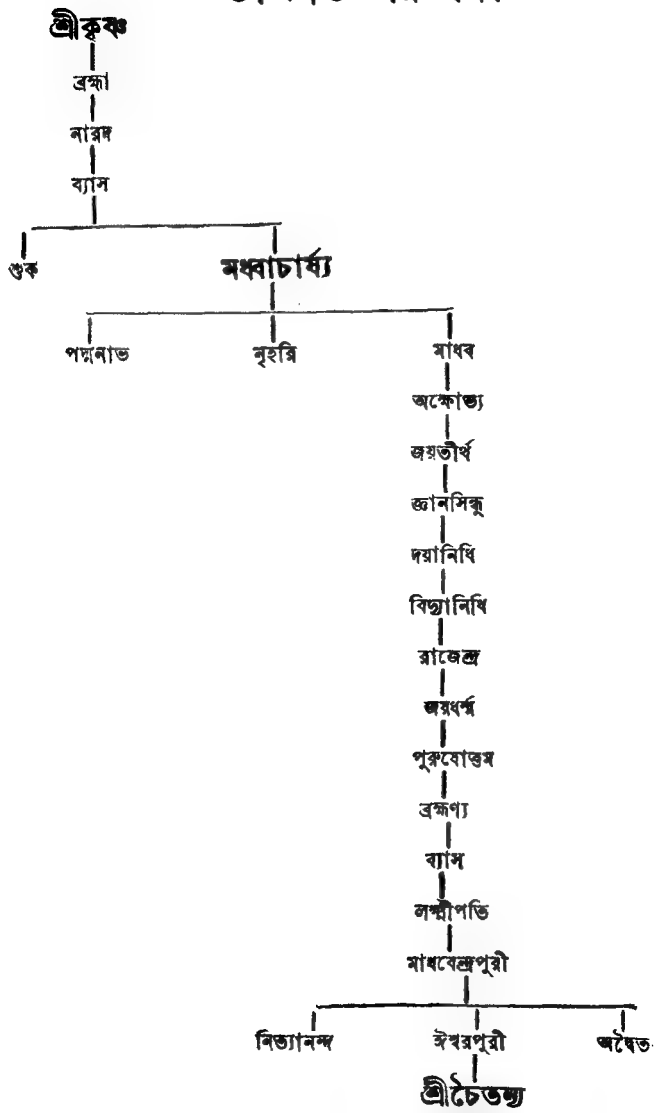 শ্রীকৃষ্ণ
ব্রহ্মা
নারদ
ব্যাস
শুক মধ্বাচার্য্য
পদ্মনাভ নৃহরি মাধব
অক্ষোভ্য
জয়তীর্থ
জ্ঞানসিন্ধু
দয়ানিধি
বিদ্যানিধি
রাজেন্দ্র
জয়ধর্ম্ম
পুরুষোত্তম
ব্রহ্মণ্য
ব্যাস
লক্ষ্মীপতি
মাধবেন্দ্রপুরী
নিত্যানন্দ ঈশ্বরপুরী অদ্বৈত
শ্রীচৈতন্য